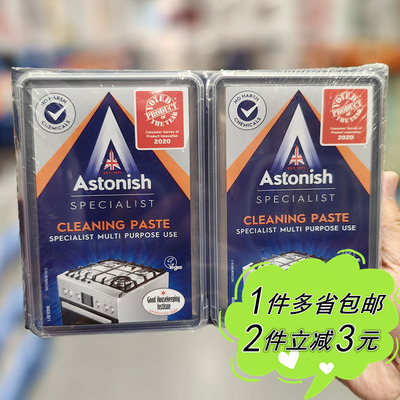 NO HARSH
CHEMICALS
VOTED
PRODUCT
OF THE YEAR
Consumer Survey of
Product Innovation
2020
Astonish
SPECIALIST
CLEANING PASTE
SPECIALIST MULTI PURPOSE USE
Vegan
Good Housekeeping
Institute
NO HARSH
CHEMICALS
VOTED
PRODUCT
OF THE YEAR
Consumer Survey of
Product Innovation
2020
Astonish
SPECIALIST
CLEANING PASTE
SPECIALIST MULTI PURPOSE USE
1件多省包邮
2件立减3元